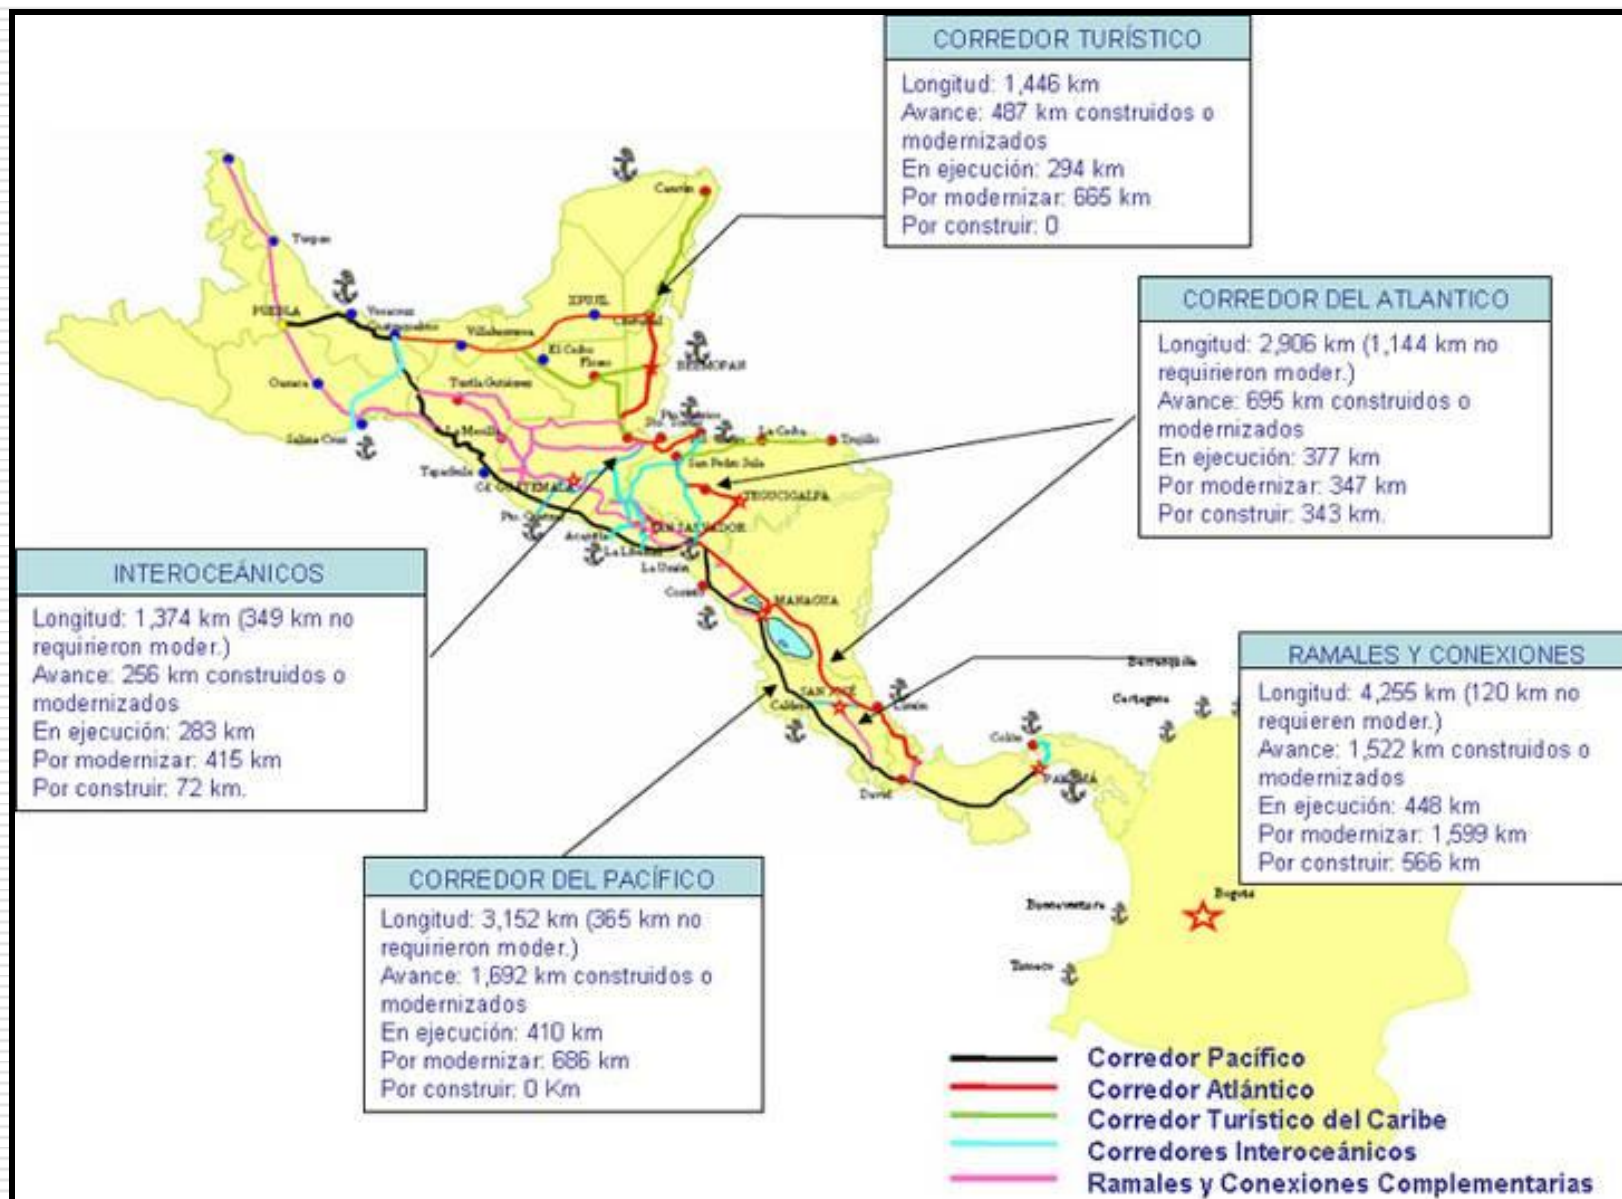 CORREDOR TURÍSTICO
Longitud: 1,446 km
Avance: 487 km construidos o
modernizados
En ejecución: 294 km
Por modernizar: 665 km
Por construir: 0
CORREDOR DEL ATLANTICO
Longitud: 2,906 km (1,144 km no
requirieron moder.)
Avance: 695 km construidos o
modernizados
En ejecución: 377 km
Por modernizar: 347 km
Por construir: 343 km.
INTEROCEÁNICOS
Longitud: 1,374 km (349 km no
requirieron moder.)
Avance: 256 km construidos o
modernizados
En ejecución: 283 km
Por modernizar: 415 km
Por construir: 72 km.
RAMALES Y CONEXIONES
Longitud: 4,255 km (120 km no
requieren moder.)
Avance: 1,522 km construidos o
modernizados
En ejecución: 448 km
Por modernizar: 1,599 km
Por construir: 566 km
CORREDOR DEL PACÍFICO
Longitud: 3,152 km (365 km no
requirieron moder.)
Avance: 1,692 km construidos o
modernizados
En ejecución: 410 km
Por modernizar: 686 km
Por construir: 0 Km
Cancún
PUEBLA
Veracruz
XPUJIL
Villahermosa
Chetumal
BELMOPAN
Flores
Tuxtla Gutiérrez
Oaxaca
Salina Cruz
La Mesilla
La Ceiba
Trujillo
San Pedro Sula
Tapachula
Cd. GUATEMALA
TEGUCIGALPA
SAN SALVADOR
Acajutla
La Libertad
La Unión
Corinto
MANAGUA
SAN JOSÉ
Caldera
Limón
Colón
PANAMÁ
David
Barranquilla
Cartagena
Bogotá
Buenaventura
Tumaco
Corredor Pacífico
Corredor Atlántico
Corredor Turístico del Caribe
Corredores Interoceánicos
Ramales y Conexiones Complementarias